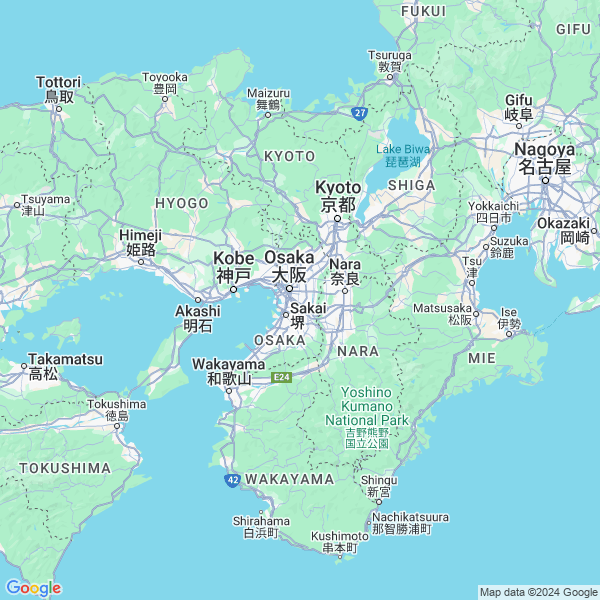 FUKUI
GIFU
Tsuruga
敦賀
Toyooka
豊岡
Tottori
鳥取
Maizuru
舞鶴
27
Gifu
岐阜
Lake Biwa
琵琶湖
Nagoya
名古屋
KYOTO
SHIGA
Kyoto
京都
Tsuyama
津山
HYOGO
Yokkaichi
四日市
Okazaki
岡崎
Himeji
姫路
Suzuka
鈴鹿
Kobe
神戸
Osaka
大阪
Nara
奈良
Tsu
津
Akashi
明石
Sakai
堺
Matsusaka
松阪
Ise
伊勢
OSAKA
NARA
MIE
Takamatsu
高松
Wakayama
和歌山
E24
Yoshino
Kumano
National Park
吉野熊野-
国立公園
Tokushima
徳島
TOKUSHIMA
42
WAKAYAMA
Shingu
新宮
Shirahama
白浜町
Nachikatsuura
那智勝浦町
Kushimoto
串本町
Google
Map data ©2024 Google